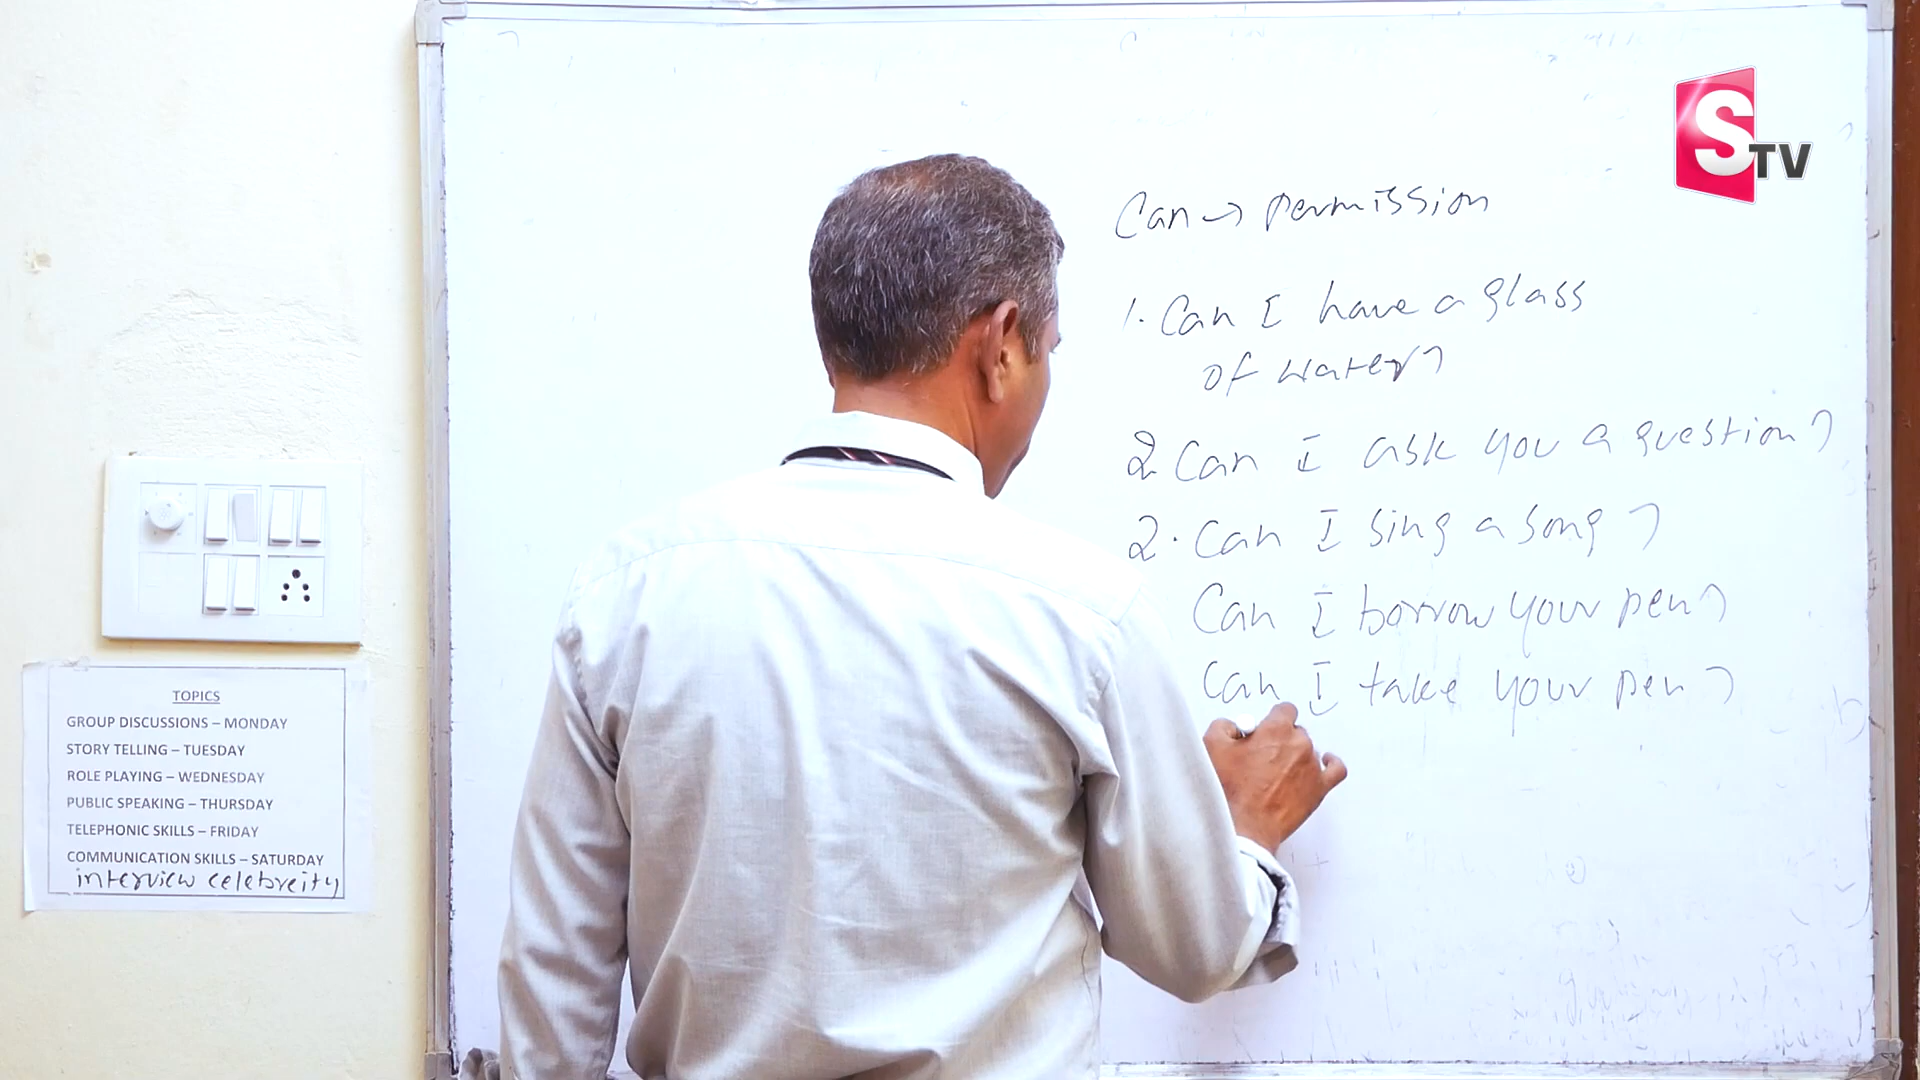 STV
Can → permission
1. Can I have a glass
of water?
2 Can I ask you a question?
2. Can I sing a song?
Can I borrow your pen?
Can I take your pen?
TOPICS
GROUP DISCUSSIONS – MONDAY
STORY TELLING – TUESDAY
ROLE PLAYING – WEDNESDAY
PUBLIC SPEAKING – THURSDAY
TELEPHONIC SKILLS – FRIDAY
COMMUNICATION SKILLS – SATURDAY
interview celebreity